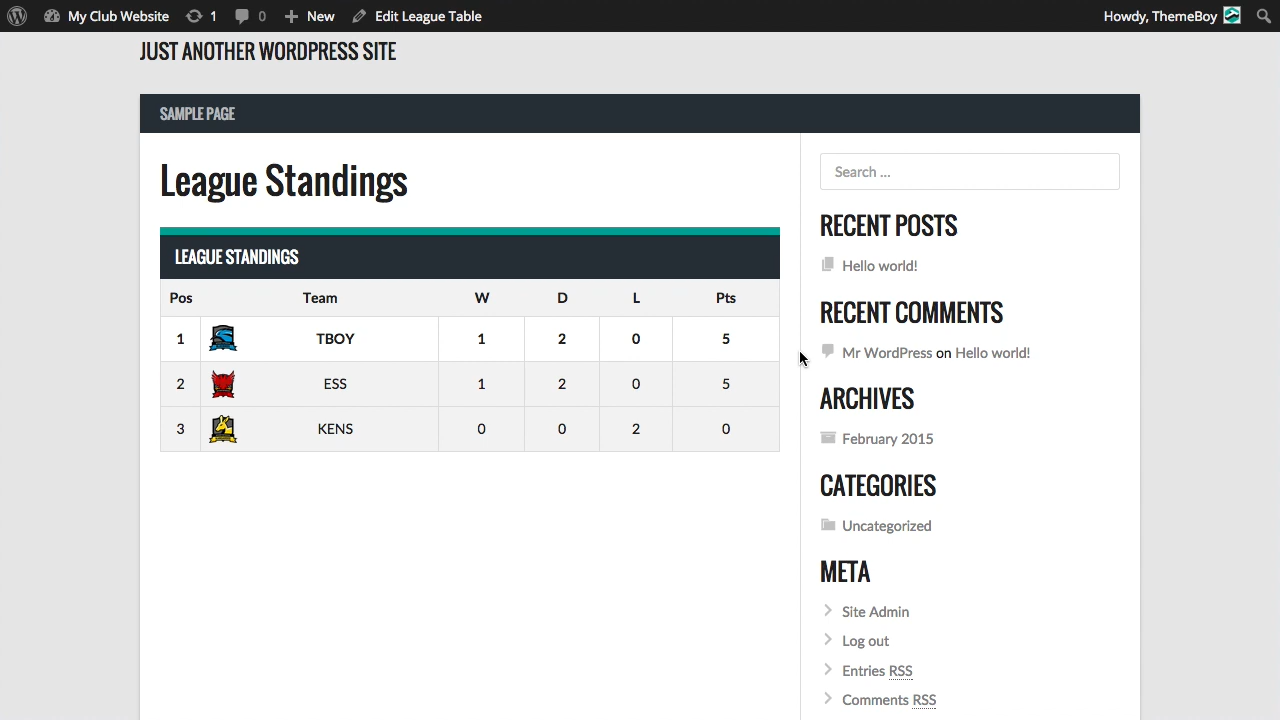 My Club Website 1 0 New Edit League Table Howdy, ThemeBoy
JUST ANOTHER WORDPRESS SITE
SAMPLE PAGE
League Standings
LEAGUE STANDINGS
Pos Team W D L Pts
1 TBOY 1 2 0 5
2 ESS 1 2 0 5
3 KENS 0 0 2 0
Search ...
RECENT POSTS
Hello world!
RECENT COMMENTS
Mr WordPress on Hello world!
ARCHIVES
February 2015
CATEGORIES
Uncategorized
META
Site Admin
Log out
Entries RSS
Comments RSS